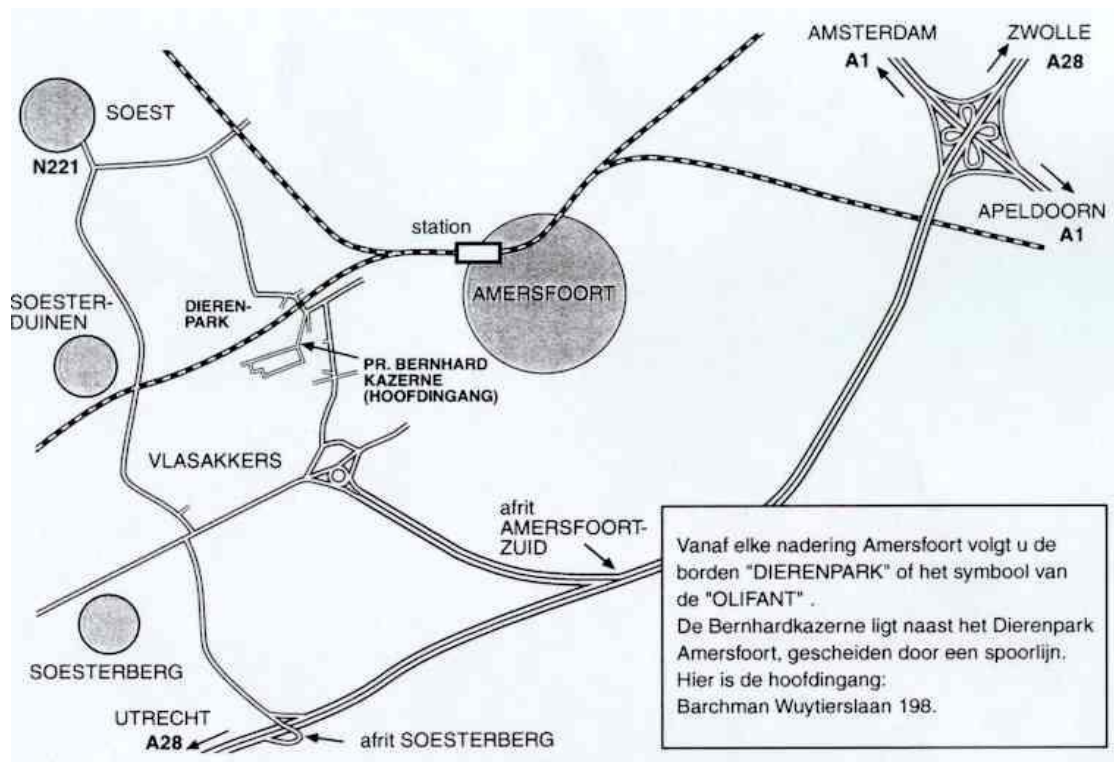 AMSTERDAM
A1
ZWOLLE
A28
SOEST
N221
APELDOORN
A1
station
AMERSFOORT
SOESTER-
DUINEN
DIEREN-
PARK
PR. BERNHARD
KAZERNE
(HOOFDINGANG)
VLASAKKERS
afrit
AMERSFOORT-
ZUID
SOESTERBERG
UTRECHT
A28
afrit SOESTERBERG
Vanaf elke nadering Amersfoort volgt u de
borden "DIERENPARK" of het symbool van
de "OLIFANT" .
De Bernhardkazerne ligt naast het Dierenpark
Amersfoort, gescheiden door een spoorlijn.
Hier is de hoofdingang:
Barchman Wuytierslaan 198.